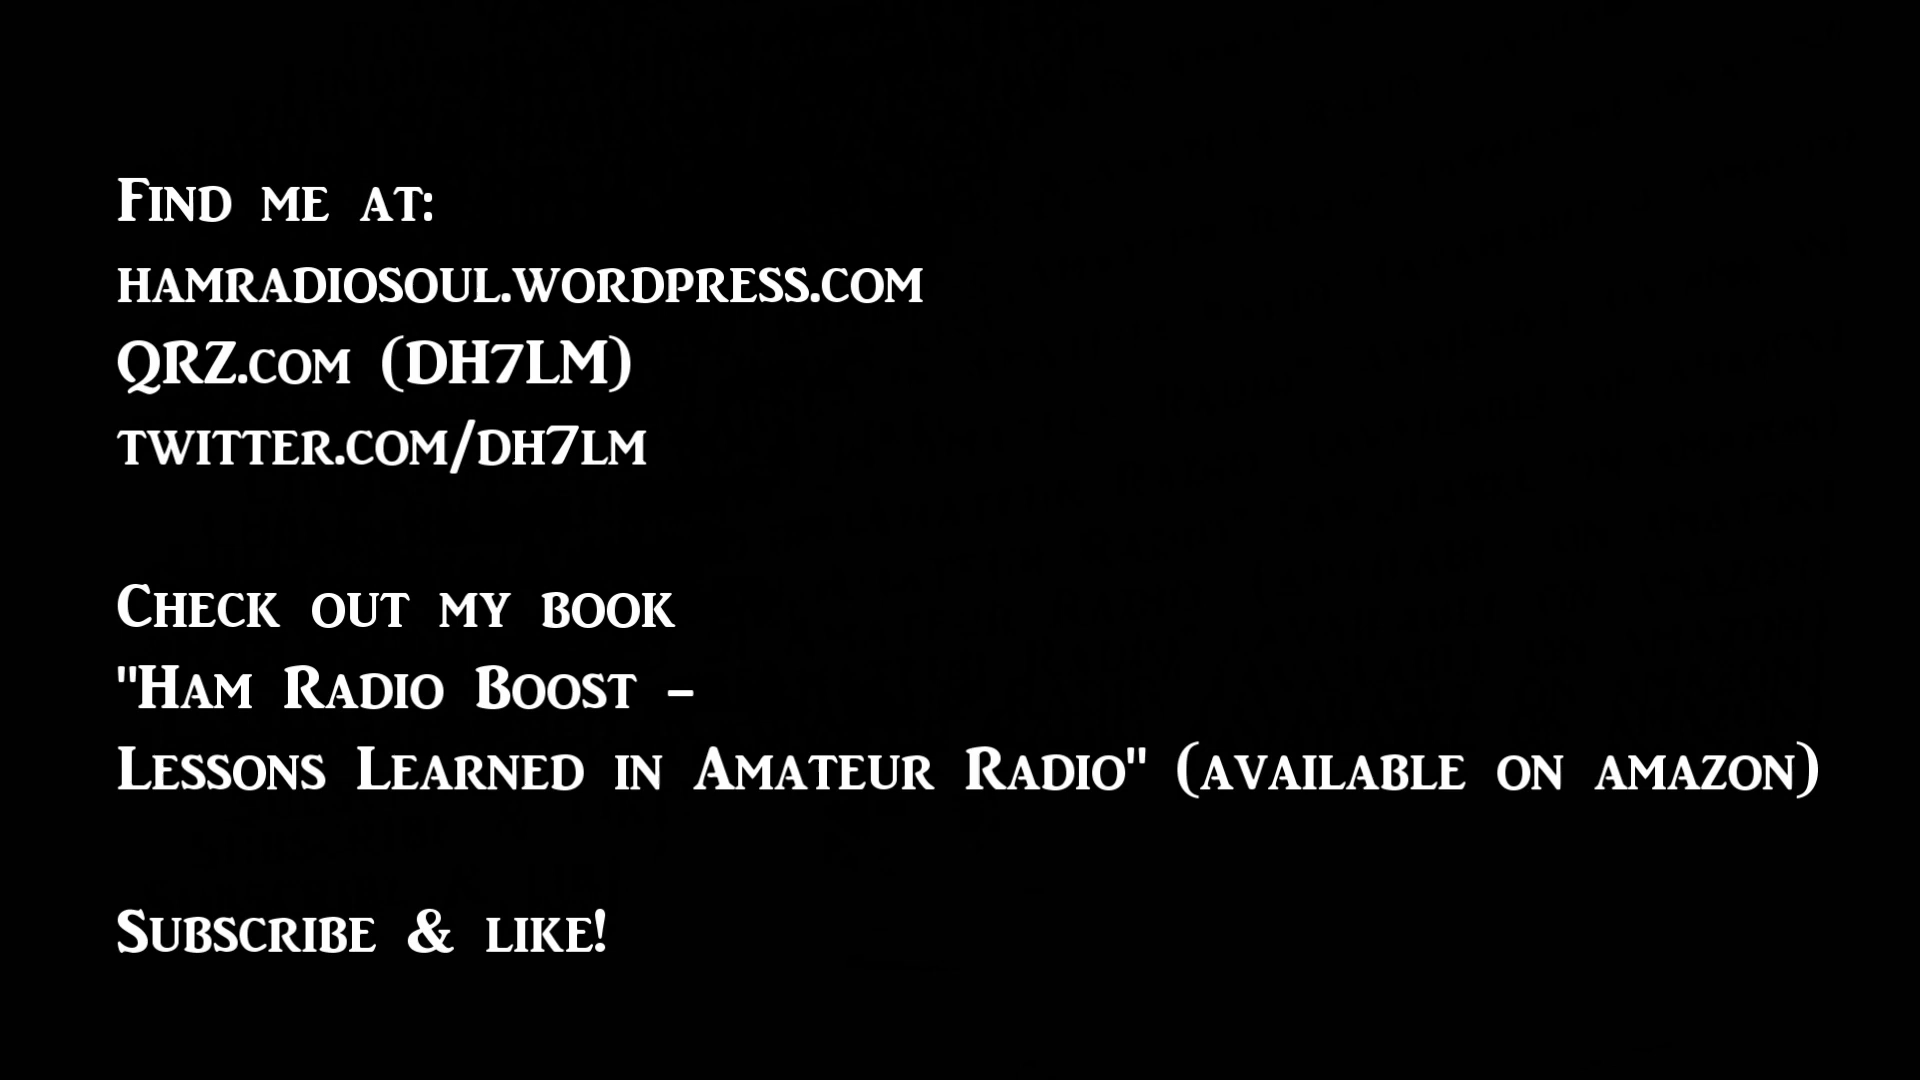 Find me at:
hamradiosoul.wordpress.com
QRZ.com (DH7LM)
twitter.com/dh7lm
Check out my book
"Ham Radio Boost -
Lessons Learned in Amateur Radio" (available on amazon)
Subscribe & like!